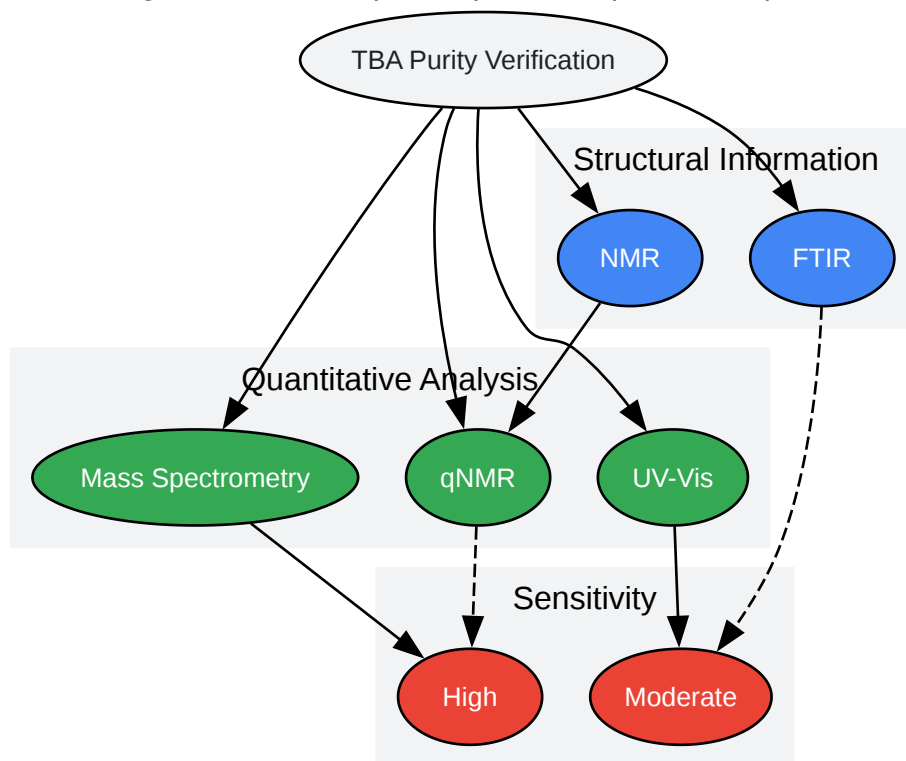 TBA Purity Verification
Structural Information
NMR
FTIR
Quantitative Analysis
Mass Spectrometry
qNMR
UV-Vis
Sensitivity
High
Moderate